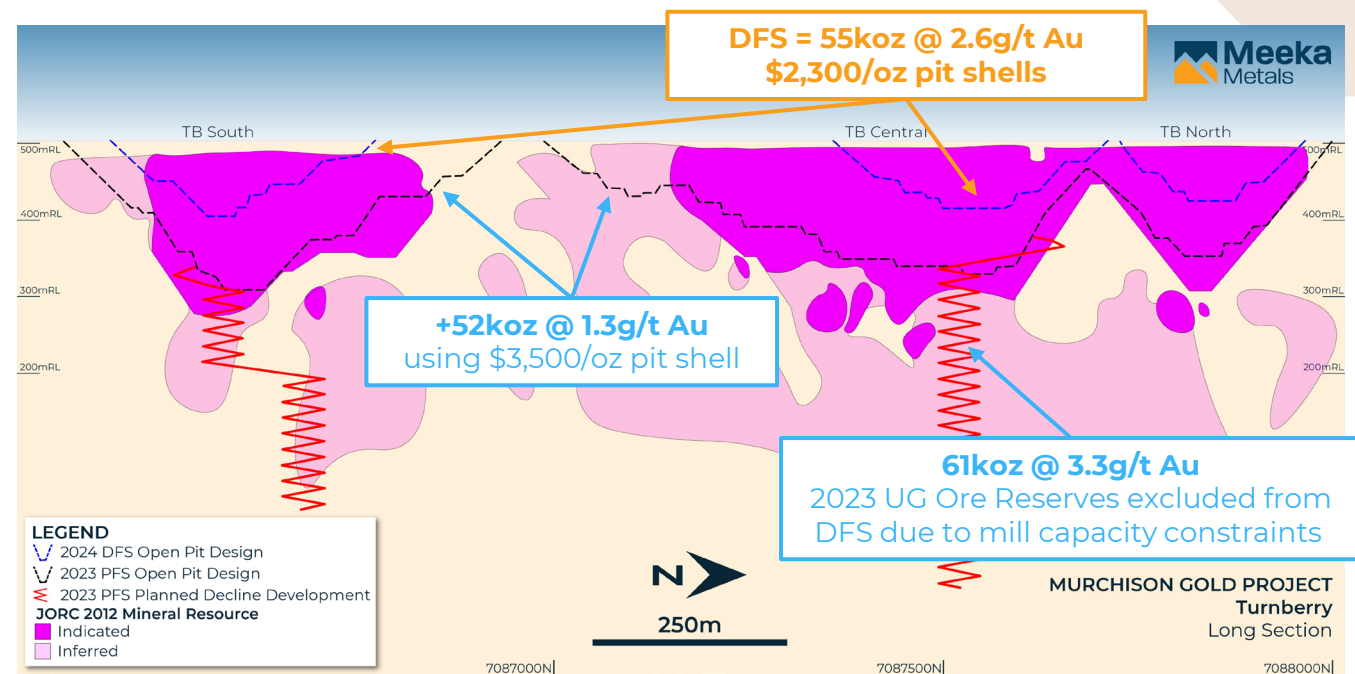 DFS = 55koz @ 2.6g/t Au
$2,300/oz pit shells
Meeka
Metals
TB South
TB Central
TB North
500mRL
500mRL
400mRL
400mRL
300mRL
300mRL
200mRL
200mRL
+52koz @ 1.3g/t Au
using $3,500/oz pit shell
61koz @ 3.3g/t Au
2023 UG Ore Reserves excluded from
DFS due to mill capacity constraints
LEGEND
2024 DFS Open Pit Design
2023 PFS Open Pit Design
2023 PFS Planned Decline Development
JORC 2012 Mineral Resource
Indicated
Inferred
N
250m
MURCHISON GOLD PROJECT
Turnberry
Long Section
7087000N
7087500N
7088000N